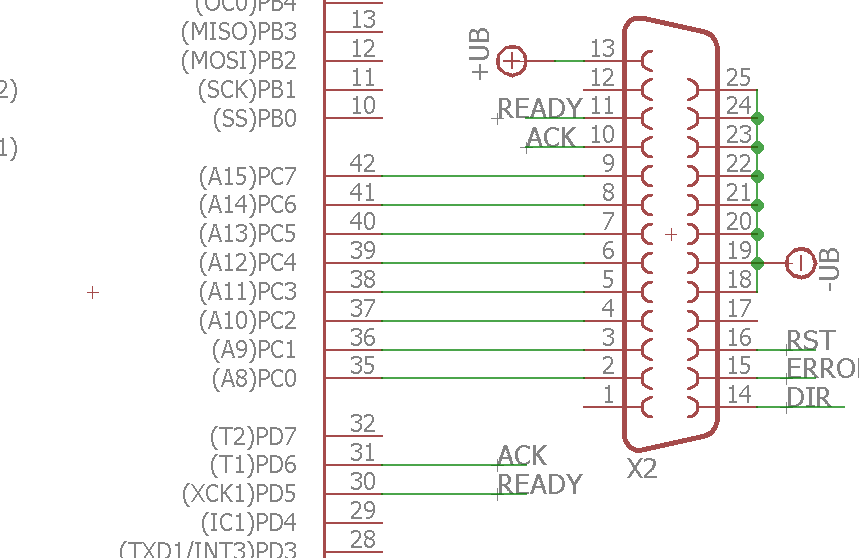 (OC0)PB4
(MISO)PB3 13
(MOSI)PB2 12
(SCK)PB1 11
(SS)PB0 10
2)
1)
(A15)PC7 42
(A14)PC6 41
(A13)PC5 40
(A12)PC4 39
(A11)PC3 38
(A10)PC2 37
(A9)PC1 36
(A8)PC0 35
(T2)PD7 32
(T1)PD6 31 ACK
(XCK1)PD5 30 READY
(IC1)PD4 29
(TXD1/INT3)PD3 28
+UB 13
12 25
READY 11 24
ACK 10 23
9 22
8 21
7 20
6 19 -UB
5 18
4 17
3 16 RST
2 15 ERRO
1 14 DIR
X2